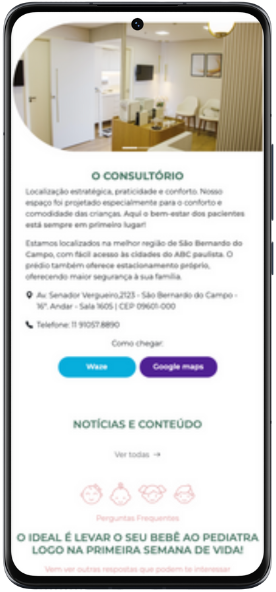 O CONSULTÓRIO
Localização estratégica, praticidade e conforto. Nosso
espaço foi projetado especialmente para o conforto e
comodidade das crianças. Aqui o bem-estar dos pacientes
está sempre em primeiro lugar!
Estamos localizados na melhor região de São Bernardo do
Campo, com fácil acesso às cidades do ABC paulista. O
prédio também oferece estacionamento próprio,
oferecendo maior segurança à sua família.
Av. Senador Vergueiro,2123 - São Bernardo do Campo -
16º. Andar - Sala 1605 | CEP 09601-000
Telefone: 11 91057.8890
Como chegar:
Waze
Google maps
NOTÍCIAS E CONTEÚDO
Ver todas →
Perguntas Frequentes
O IDEAL É LEVAR O SEU BEBÊ AO PEDIATRA
LOGO NA PRIMEIRA SEMANA DE VIDA!
Vem ver outras respostas que podem te interessar